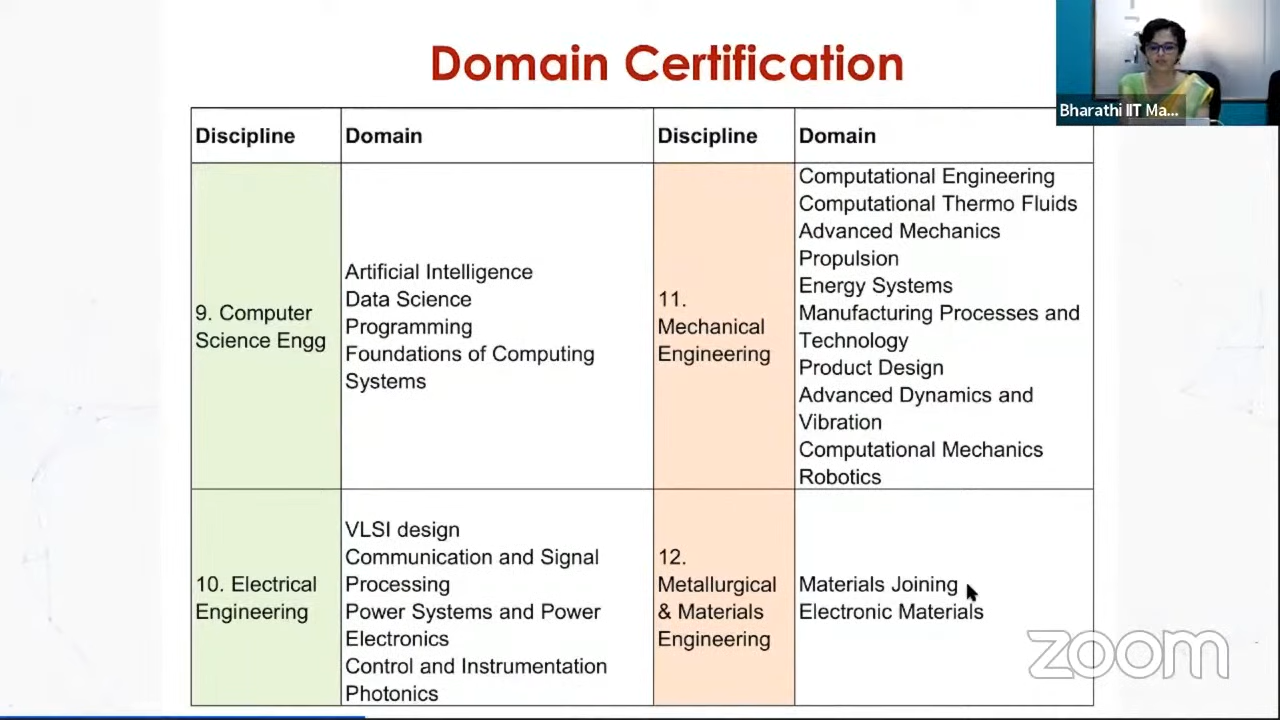 Domain Certification
Bharathi IIT Ma...
Discipline
Domain
Discipline
Domain
9. Computer
Science Engg
Artificial Intelligence
Data Science
Programming
Foundations of Computing
Systems
11.
Mechanical
Engineering
Computational Engineering
Computational Thermo Fluids
Advanced Mechanics
Propulsion
Energy Systems
Manufacturing Processes and
Technology
Product Design
Advanced Dynamics and
Vibration
Computational Mechanics
Robotics
10. Electrical
Engineering
VLSI design
Communication and Signal
Processing
Power Systems and Power
Electronics
Control and Instrumentation
Photonics
12.
Metallurgical
& Materials
Engineering
Materials Joining
Electronic Materials
zoom